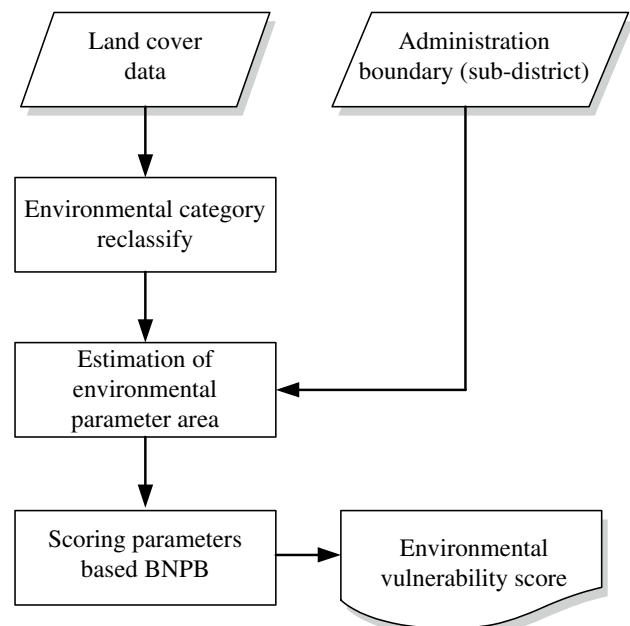 Land cover
data
Administration
boundary (sub-district)
Environmental category
reclassify
Estimation of
environmental
parameter area
Scoring parameters
based BNPB
Environmental
vulnerability score